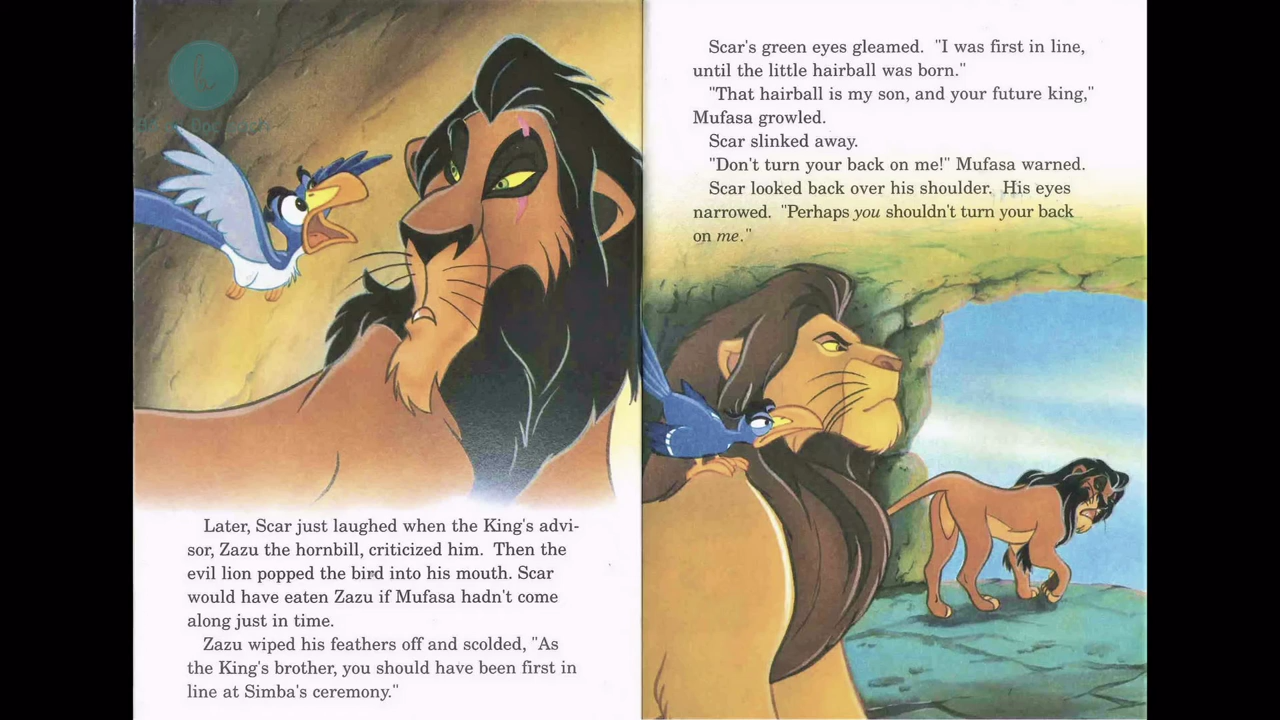 Later, Scar just laughed when the King's advi-
sor, Zazu the hornbill, criticized him. Then the
evil lion popped the bird into his mouth. Scar
would have eaten Zazu if Mufasa hadn't come
along just in time.
Zazu wiped his feathers off and scolded, "As
the King's brother, you should have been first in
line at Simba's ceremony."
Scar's green eyes gleamed. "I was first in line,
until the little hairball was born."
"That hairball is my son, and your future king,"
Mufasa growled.
Scar slinked away.
"Don't turn your back on me!" Mufasa warned.
Scar looked back over his shoulder. His eyes
narrowed. "Perhaps you shouldn't turn your back
on me."